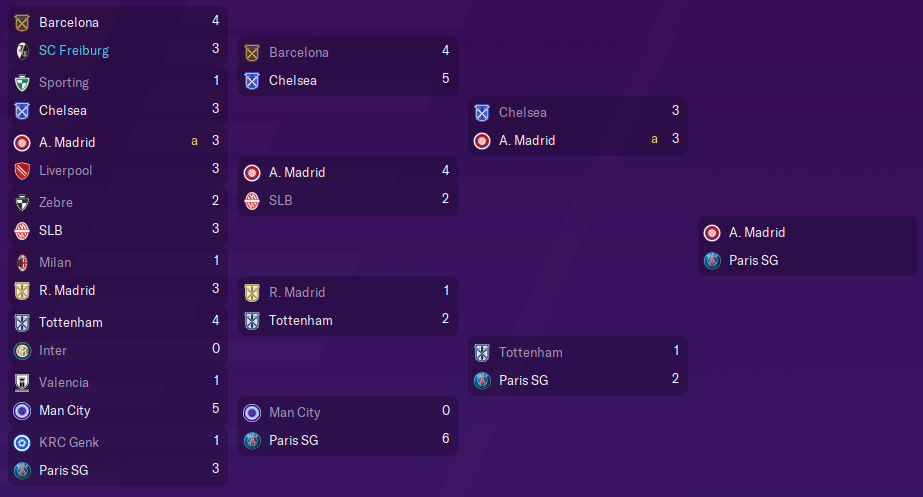 Barcelona 4
SC Freiburg 3
Sporting 1
Chelsea 3
A. Madrid a 3
Liverpool 3
Zebre 2
SLB 3
Milan 1
R. Madrid 3
Tottenham 4
Inter 0
Valencia 1
Man City 5
KRC Genk 1
Paris SG 3
Barcelona 4
Chelsea 5
A. Madrid 4
SLB 2
R. Madrid 1
Tottenham 2
Man City 0
Paris SG 6
Chelsea 3
A. Madrid a 3
Tottenham 1
Paris SG 2
A. Madrid
Paris SG